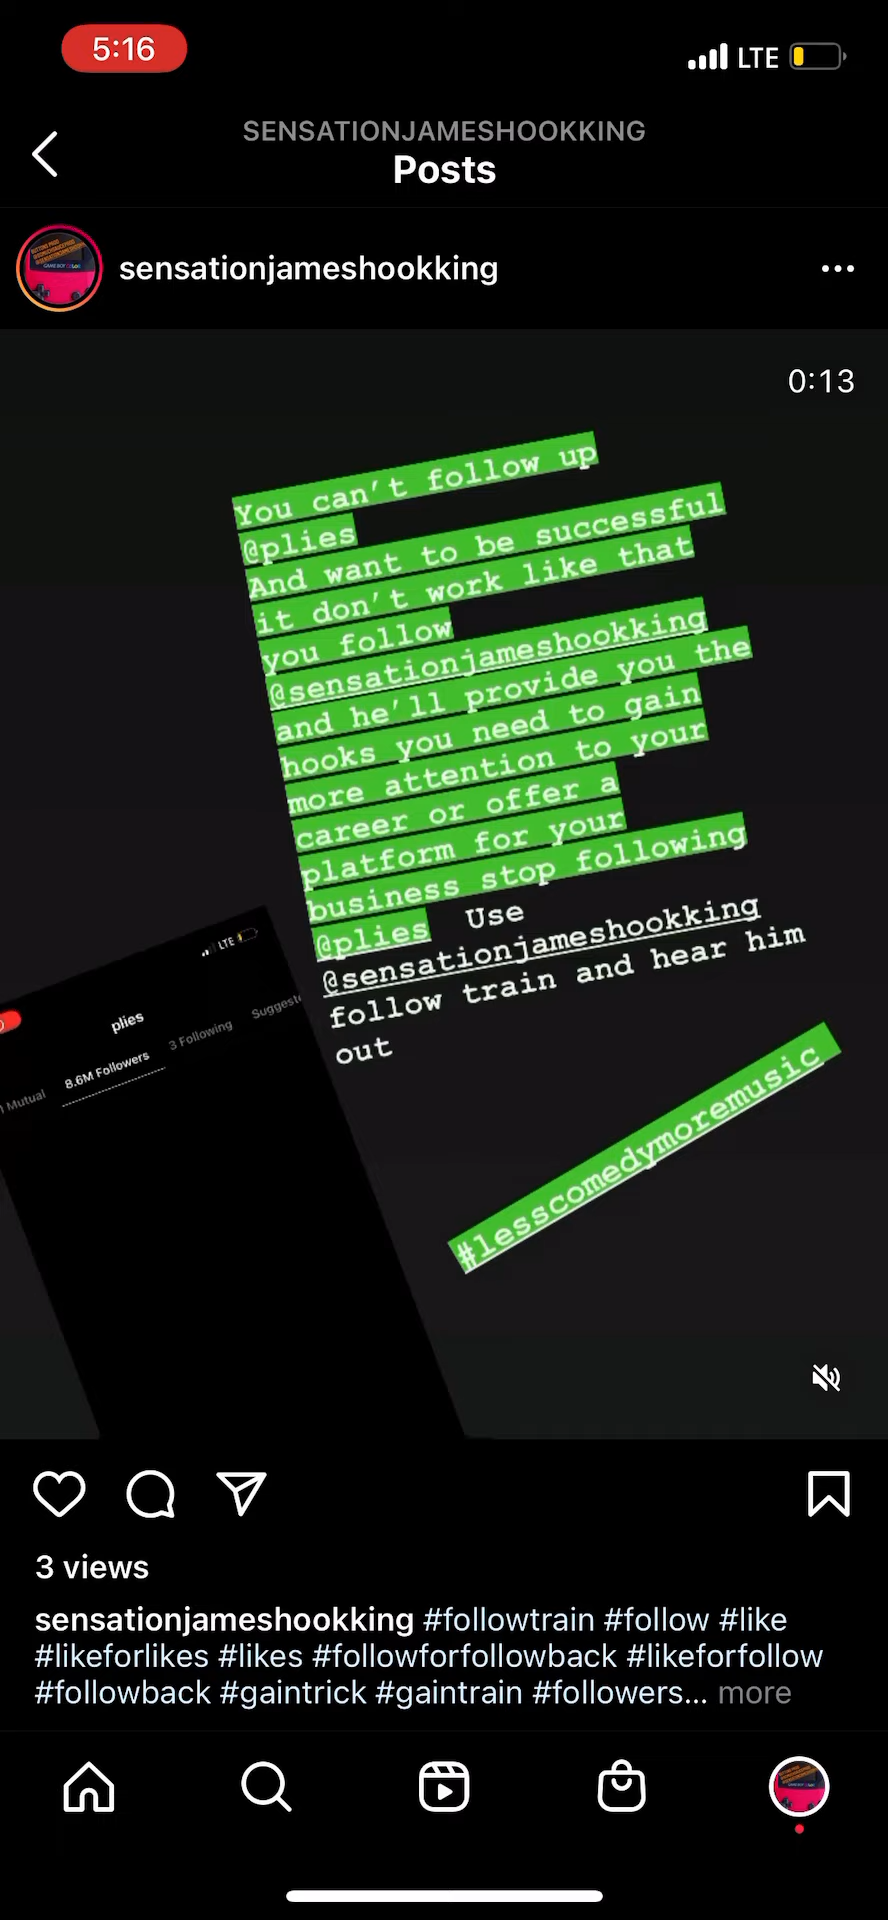 5:16
LTE
SENSATIONJAMESHOOKKING
Posts
sensationjameshookking
0:13
You can't follow up
@plies
And want to be successful
it don't work like that
you follow
@sensationjameshookking
and he'll provide you the
hooks you need to gain
more attention to your
career or offer a
platform for your
business stop following
@plies Use
@sensationjameshookking
follow train and hear him
out
LTE
plies
Mutual
8.6M Followers
3 Following
#lesscomedymoremusic
3 views
sensationjameshookking #followtrain #follow #like
#likeforlikes #likes #followforfollowback #likeforfollow
#followback #gaintrick #gaintrain #followers... more